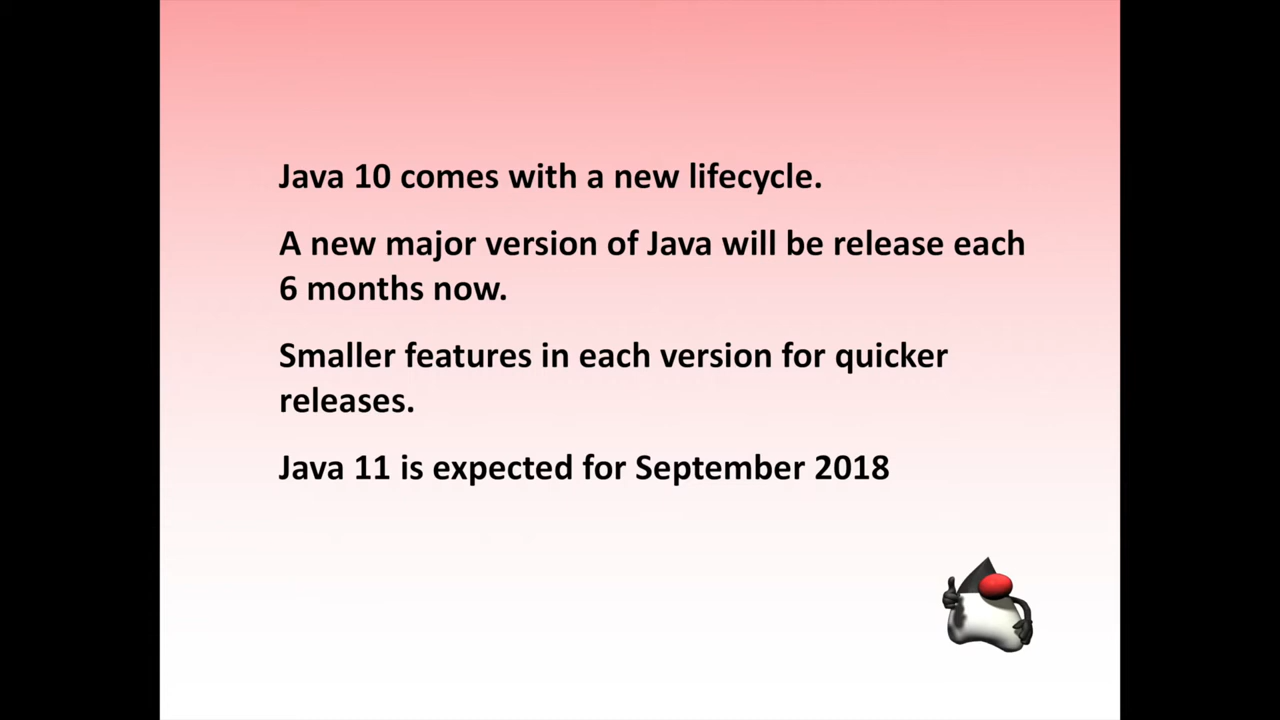 Java 10 comes with a new lifecycle.
A new major version of Java will be release each
6 months now.
Smaller features in each version for quicker
releases.
Java 11 is expected for September 2018